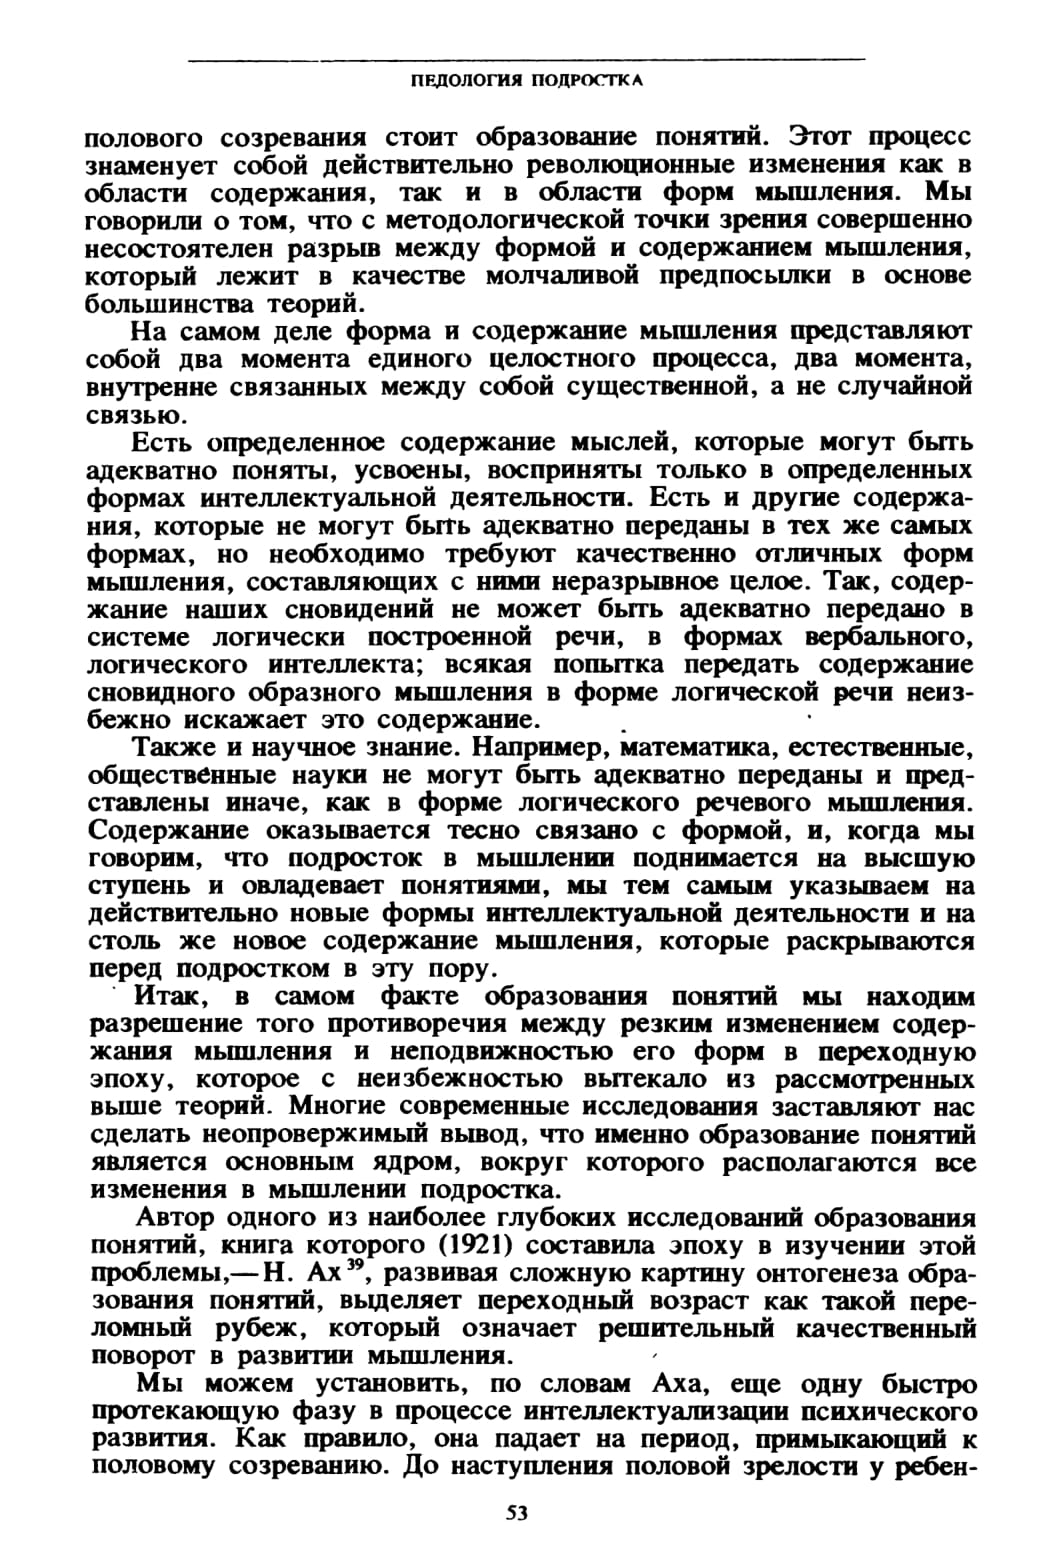 ПЕДОЛОГИЯ ПОДРОСТКА
полового созревания стоит образование понятий. Этот процесс
знаменует собой действительно революционные изменения как в
области содержания, так и в области форм мышления. Мы
говорили о том, что с методологической точки зрения совершенно
несостоятелен разрыв между формой и содержанием мышления,
который лежит в качестве молчаливой предпосылки в основе
большинства теорий.
На самом деле форма и содержание мышления представляют
собой два момента единого целостного процесса, два момента,
внутренне связанных между собой существенной, а не случайной
связью.
Есть определенное содержание мыслей, которые могут быть
адекватно поняты, усвоены, восприняты только в определенных
формах интеллектуальной деятельности. Есть и другие содержа-
ния, которые не могут быть адекватно переданы в тех же самых
формах, но необходимо требуют качественно отличных форм
мышления, составляющих с ними неразрывное целое. Так, содер-
жание наших сновидений не может быть адекватно передано в
системе логически построенной речи, в формах вербального,
логического интеллекта; всякая попытка передать содержание
сновидного образного мышления в форме логической речи неиз-
бежно искажает это содержание.
Также и научное знание. Например, математика, естественные,
общественные науки не могут быть адекватно переданы и пред-
ставлены иначе, как в форме логического речевого мышления.
Содержание оказывается тесно связано с формой, и, когда мы
говорим, что подросток в мышлении поднимается на высшую
ступень и овладевает понятиями, мы тем самым указываем на
действительно новые формы интеллектуальной деятельности и на
столь же новое содержание мышления, которые раскрываются
перед подростком в эту пору.
Итак, в самом факте образования понятий мы находим
разрешение того противоречия между резким изменением содер-
жания мышления и неподвижностью его форм в переходную
эпоху, которое с неизбежностью вытекало из рассмотренных
выше теорий. Многие современные исследования заставляют нас
сделать неопровержимый вывод, что именно образование понятий
является основным ядром, вокруг которого располагаются все
изменения в мышлении подростка.
Автор одного из наиболее глубоких исследований образования
понятий, книга которого (1921) составила эпоху в изучении этой
проблемы,— Н. Ах³⁹, развивая сложную картину онтогенеза обра-
зования понятий, выделяет переходный возраст как такой пере-
ломный рубеж, который означает решительный качественный
поворот в развитии мышления.
Мы можем установить, по словам Аха, еще одну быстро
протекающую фазу в процессе интеллектуализации психического
развития. Как правило, она падает на период, примыкающий к
половому созреванию. До наступления половой зрелости у ребен-
53